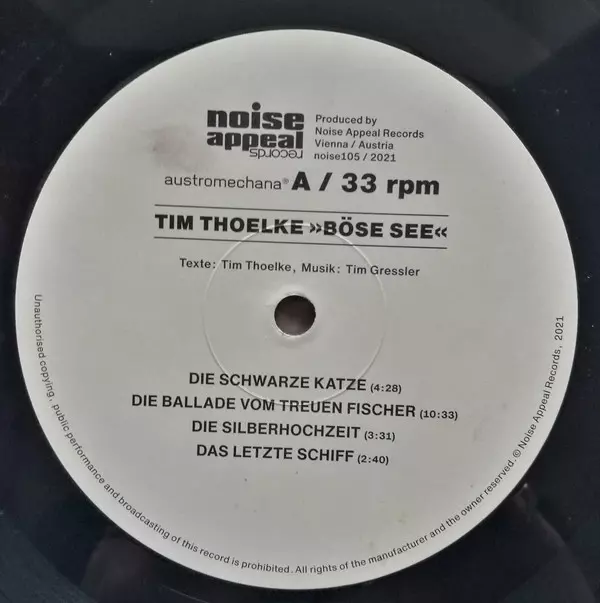 noise
appeal
records
Produced by
Noise Appeal Records
Vienna / Austria
noise105 / 2021
austromechana® A / 33 rpm
TIM THOELKE »BÖSE SEE«
Texte: Tim Thoelke, Musik: Tim Gressler
DIE SCHWARZE KATZE (4:28)
DIE BALLADE VOM TREUEN FISCHER (10:33)
DIE SILBERHOCHZEIT (3:31)
DAS LETZTE SCHIFF (2:40)
Unauthorised copying, public performance and broadcasting of this record is prohibited. All rights of the manufacturer and the owner reserved. © Noise Appeal Records, 2021